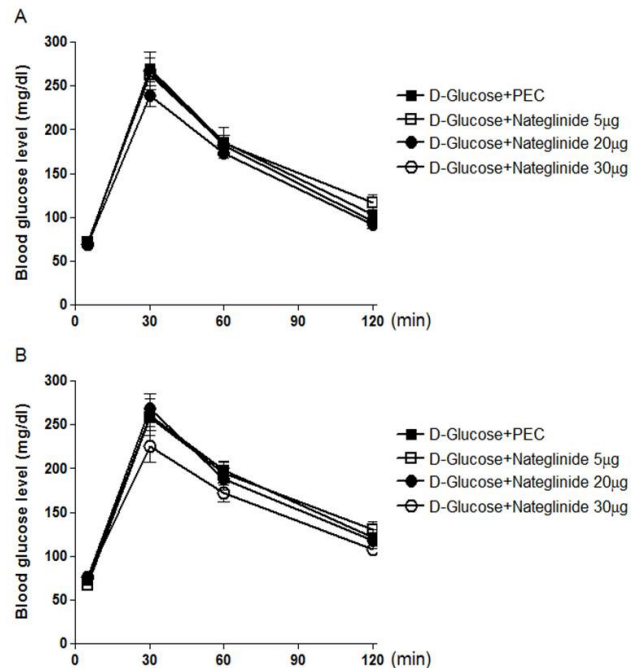 A
Blood glucose level (mg/dl)
300
250
200
150
100
50
0
0 30 60 90 120 (min)
D-Glucose+PEC
D-Glucose+Nateglinide 5µg
D-Glucose+Nateglinide 20µg
D-Glucose+Nateglinide 30µg
B
Blood glucose level (mg/dl)
300
250
200
150
100
50
0
0 30 60 90 120 (min)
D-Glucose+PEC
D-Glucose+Nateglinide 5µg
D-Glucose+Nateglinide 20µg
D-Glucose+Nateglinide 30µg